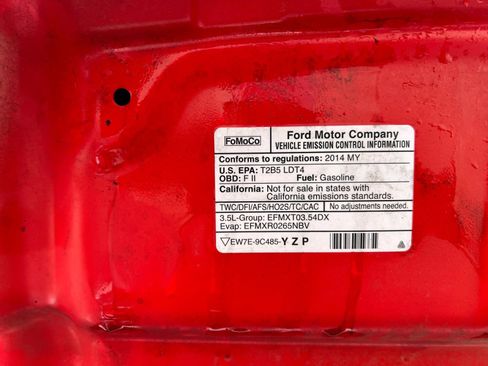 FoMoCo
Ford Motor Company
VEHICLE EMISSION CONTROL INFORMATION
Conforms to regulations: 2014 MY
U.S. EPA: T2B5 LDT4
OBD: F II Fuel: Gasoline
California: Not for sale in states with
California emissions standards.
TWC/DFI/AFS/HO2S/TC/CAC No adjustments needed.
3.5L-Group: EFMXT03.54DX
Evap: EFMXR0265NBV
EW7E-9C485-YZP